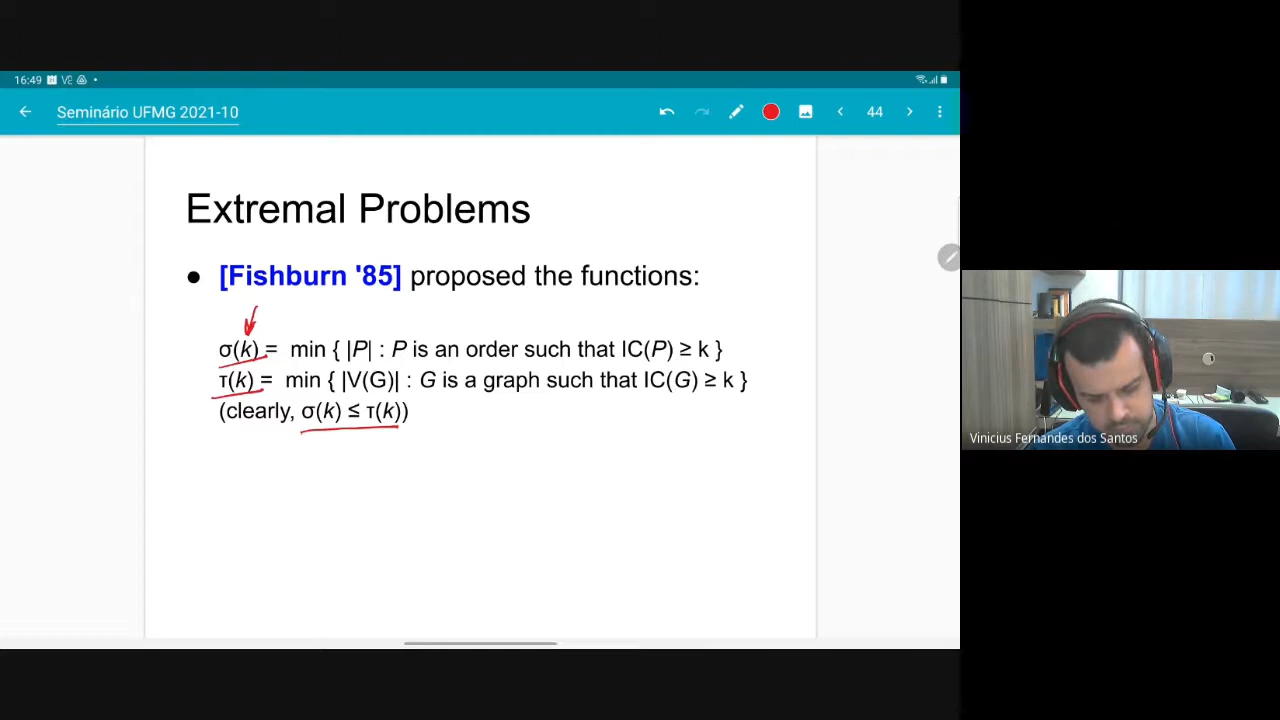 16:49
Seminário UFMG 2021-10
44
Extremal Problems
● [Fishburn '85] proposed the functions:
σ(k) = min { |P| : P is an order such that IC(P) ≥ k }
τ(k) = min { |V(G)| : G is a graph such that IC(G) ≥ k }
(clearly, σ(k) ≤ τ(k))
Vinicius Fernandes dos Santos